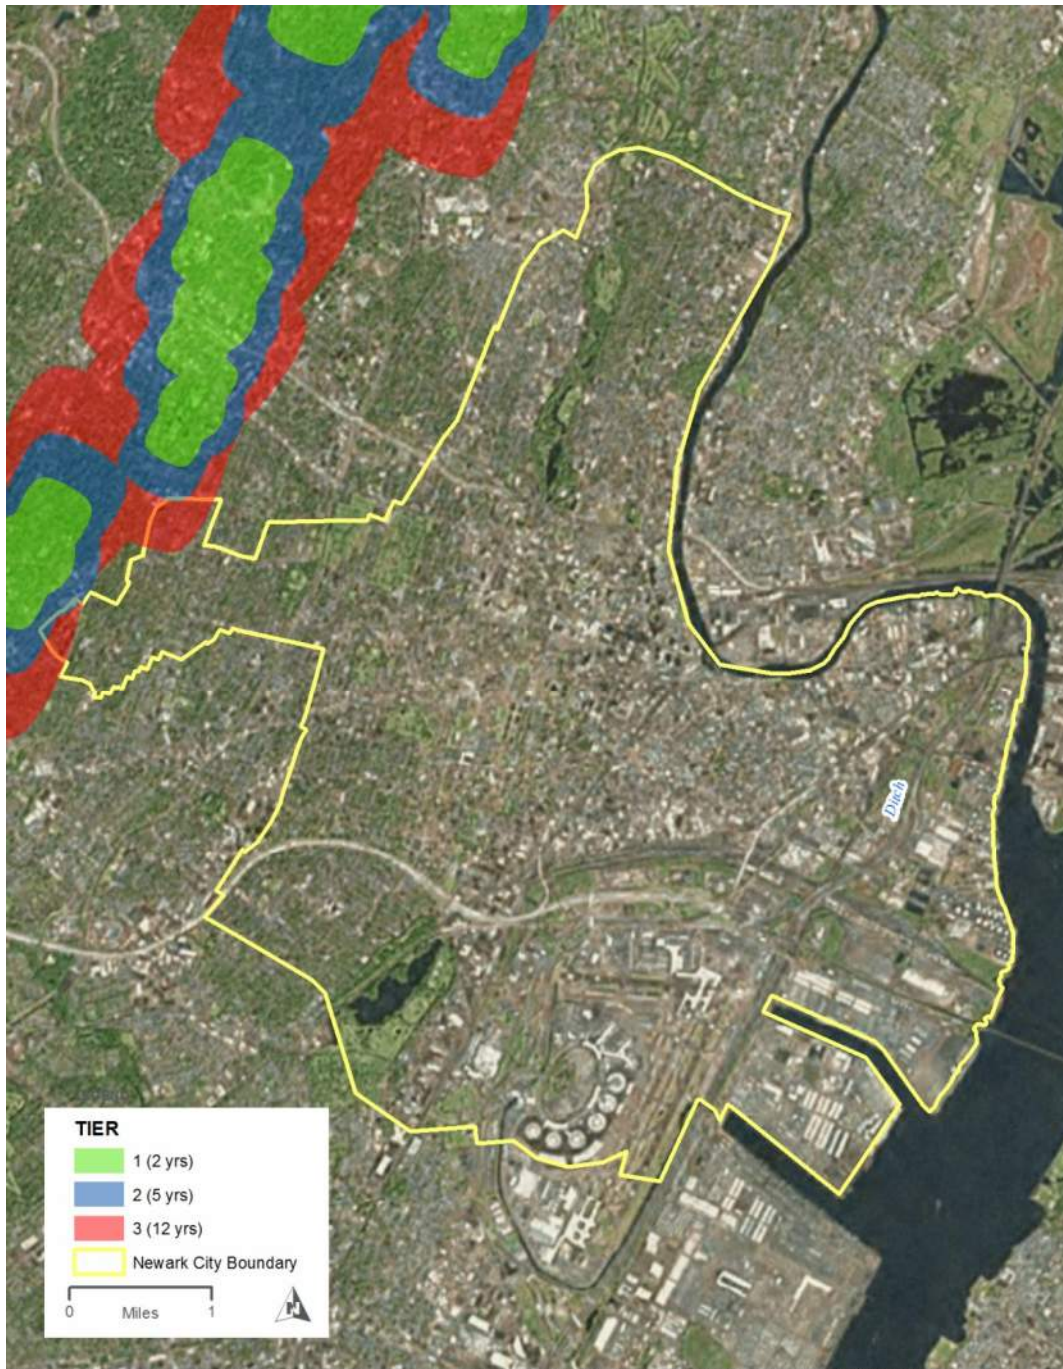 Ditch
TIER
1 (2 yrs)
2 (5 yrs)
3 (12 yrs)
Newark City Boundary
0 1
Miles
N